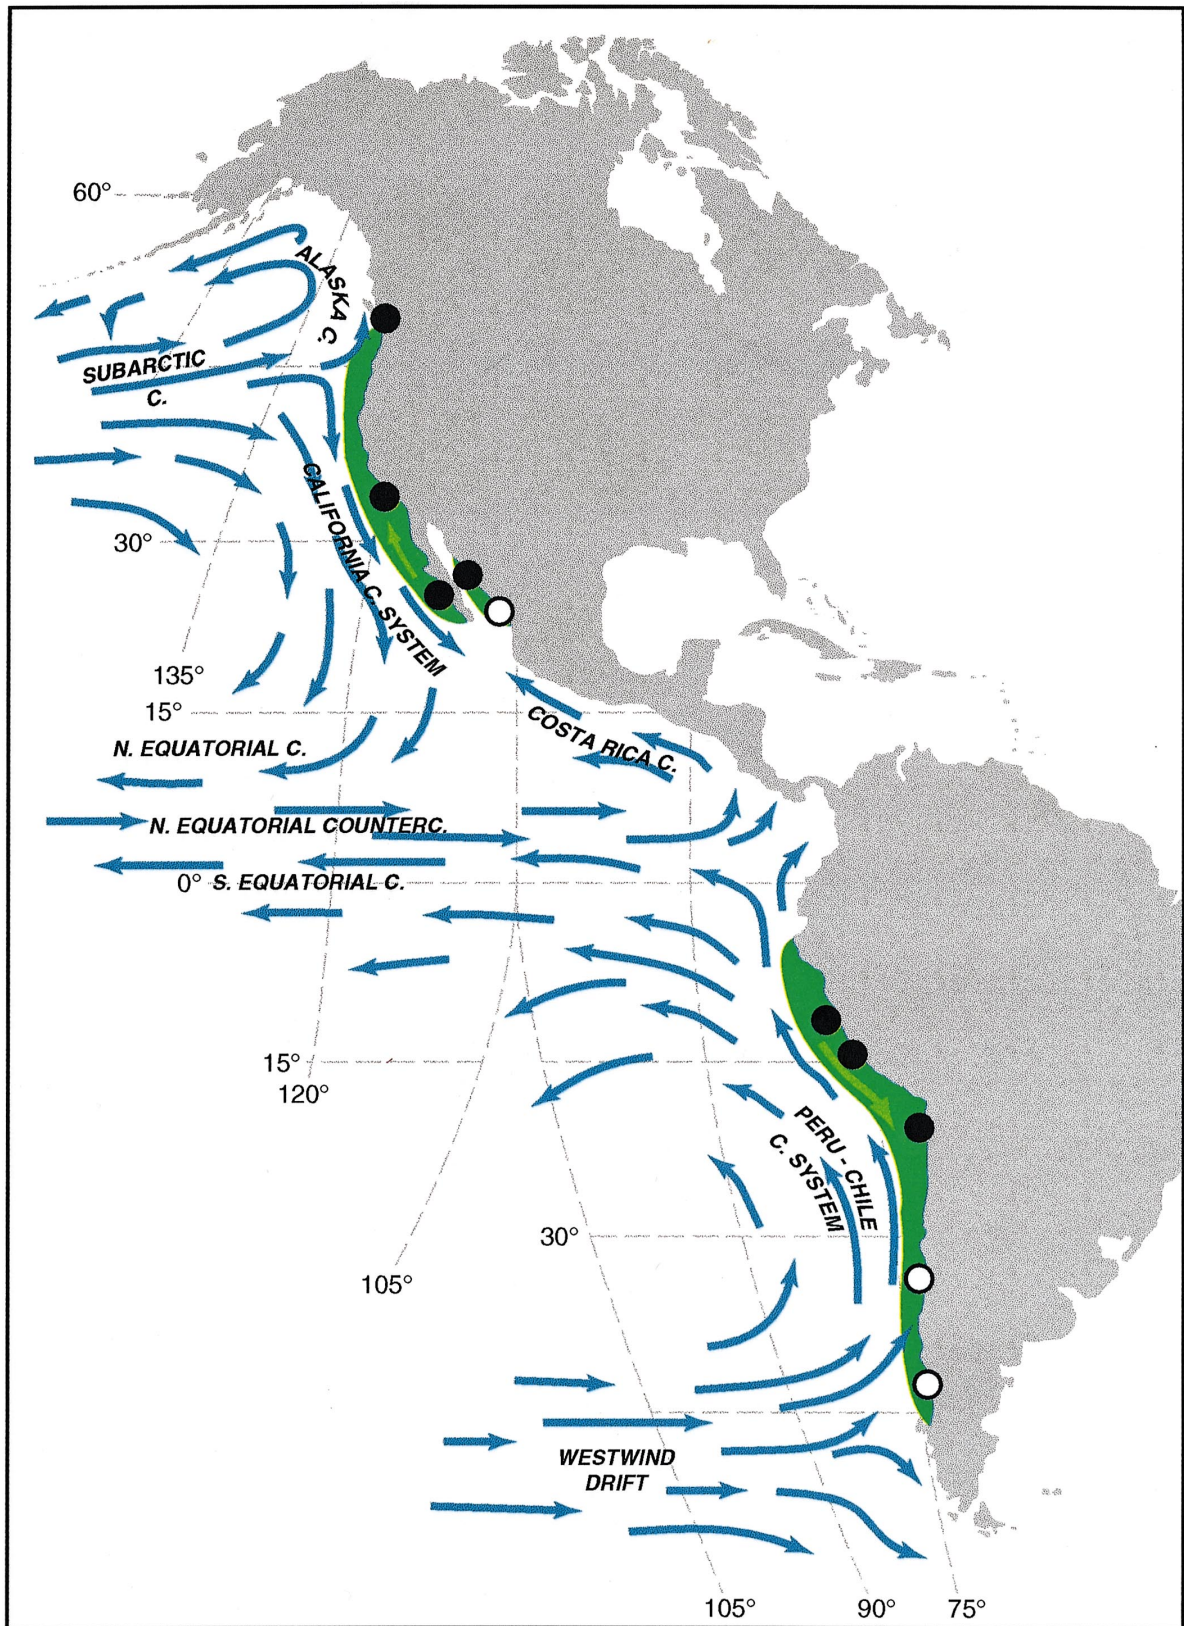 60°
ALASKA C.
SUBARCTIC
C.
CALIFORNIA C. SYSTEM
30°
135°
15°
N. EQUATORIAL C.
COSTA RICA C.
N. EQUATORIAL COUNTERC.
0°
S. EQUATORIAL C.
15°
120°
PERU - CHILE
C. SYSTEM
30°
105°
WESTWIND
DRIFT
105°
90°
75°